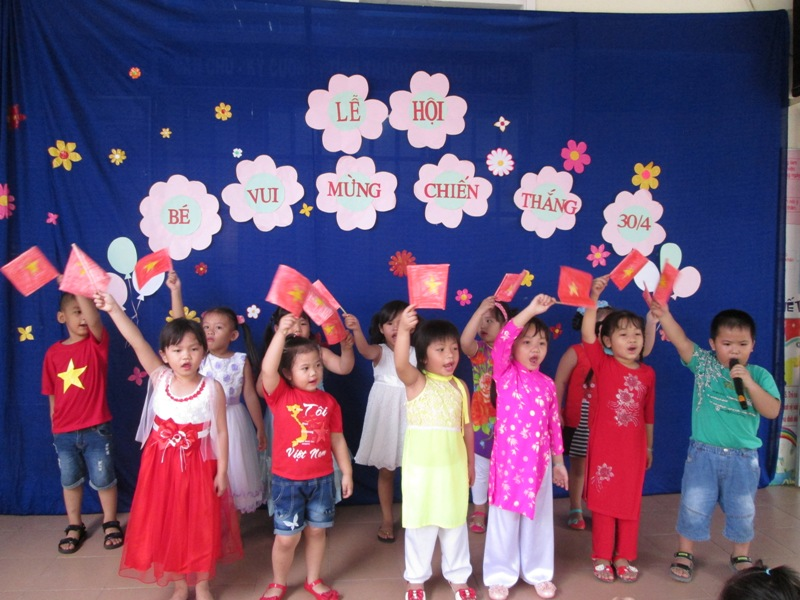 LỄ HỘI
BÉ VUI MỪNG CHIẾN THẮNG 30/4
Tôi
Việt Nam